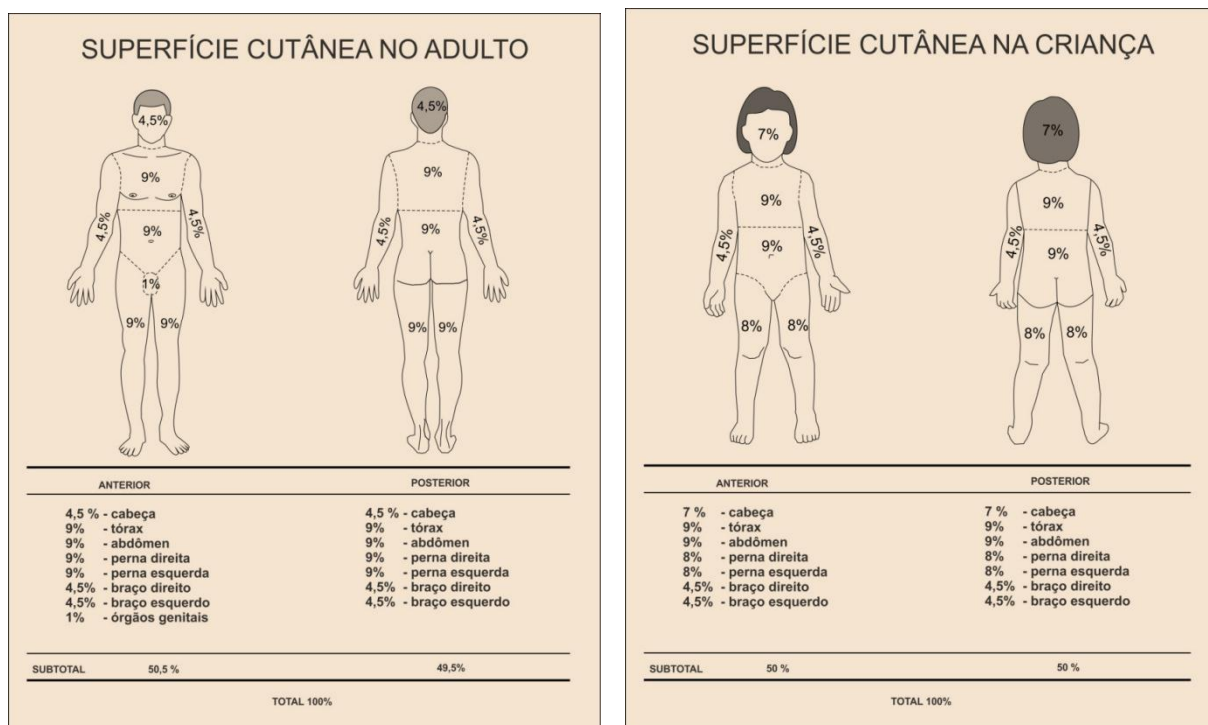 SUPERFÍCIE CUTÂNEA NO ADULTO
4,5%
9%
4,5%
9%
4,5%
1%
9%
9%
4,5%
9%
4,5%
9%
4,5%
9%
9%
ANTERIOR
POSTERIOR
4,5 % - cabeça
9% - tórax
9% - abdômen
9% - perna direita
9% - perna esquerda
4,5% - braço direito
4,5% - braço esquerdo
1% - órgãos genitais
4,5 % - cabeça
9% - tórax
9% - abdômen
9% - perna direita
9% - perna esquerda
4,5% - braço direito
4,5% - braço esquerdo
SUBTOTAL 50,5 % 49,5%
TOTAL 100%
SUPERFÍCIE CUTÂNEA NA CRIANÇA
7%
9%
4,5%
9%
4,5%
8%
8%
7%
9%
4,5%
9%
4,5%
8%
8%
ANTERIOR
POSTERIOR
7 % - cabeça
9% - tórax
9% - abdômen
8% - perna direita
8% - perna esquerda
4,5% - braço direito
4,5% - braço esquerdo
7 % - cabeça
9% - tórax
9% - abdômen
8% - perna direita
8% - perna esquerda
4,5% - braço direito
4,5% - braço esquerdo
SUBTOTAL 50 % 50 %
TOTAL 100%